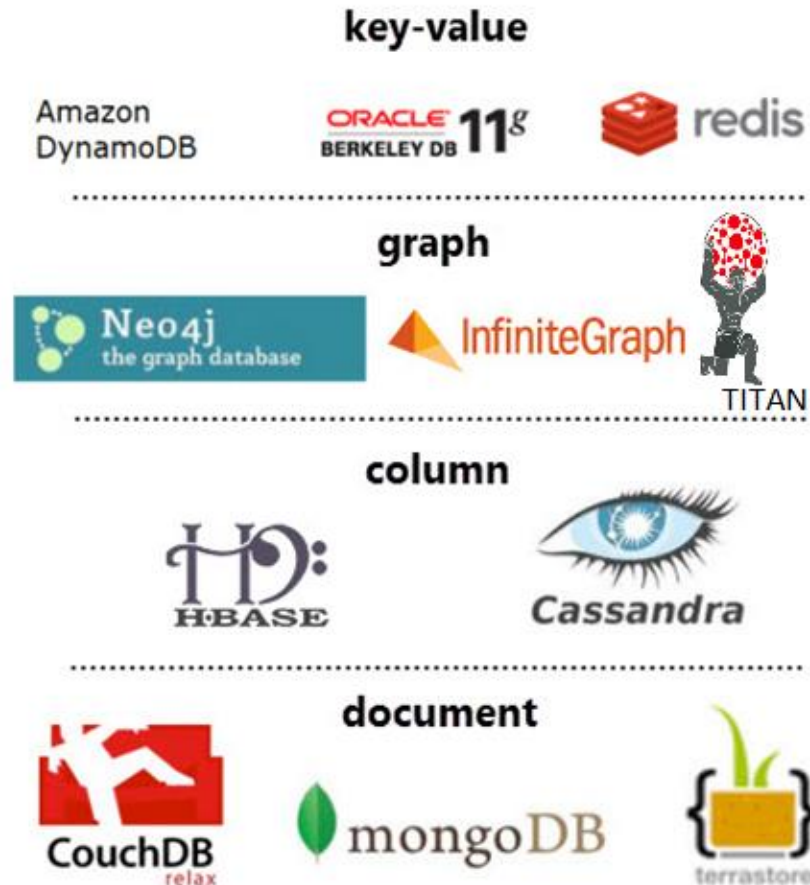 key-value
Amazon
DynamoDB
ORACLE
BERKELEY DB 11g
redis
graph
Neo4j
the graph database
InfiniteGraph
TITAN
column
H·BASE
Cassandra
document
CouchDB
relax
mongoDB
terrastore